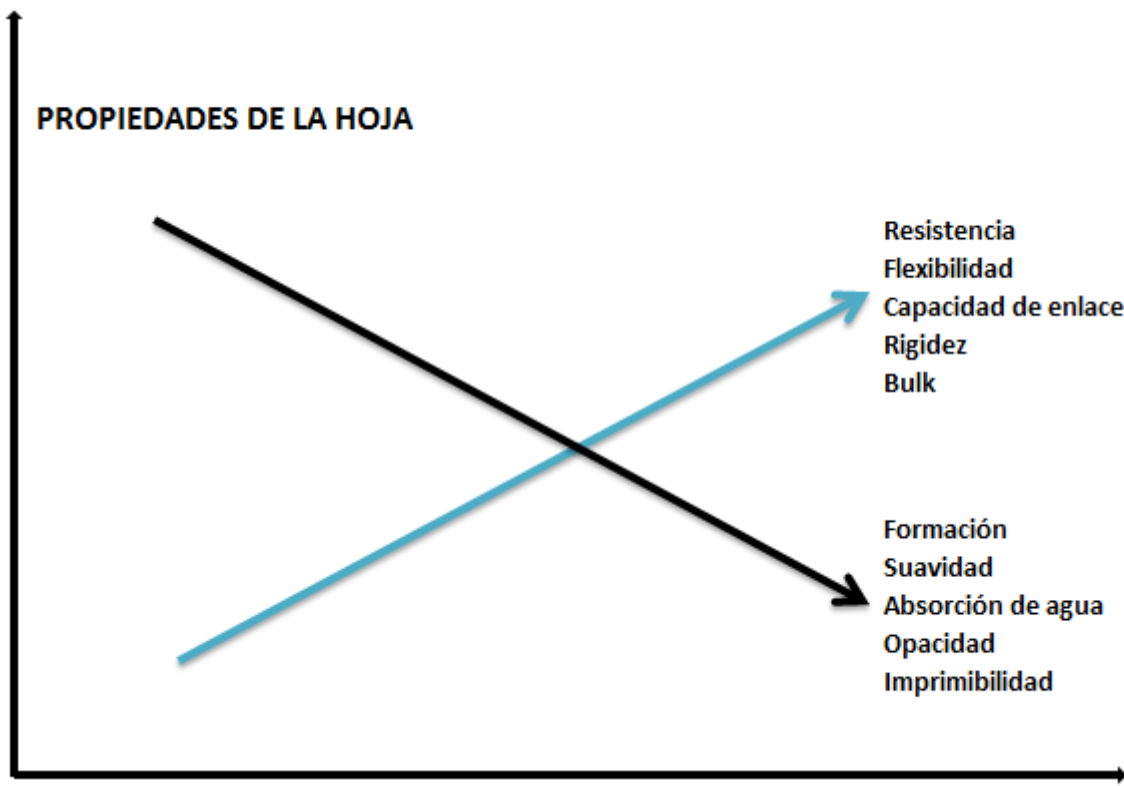 PROPIEDADES DE LA HOJA
Resistencia
Flexibilidad
Capacidad de enlace
Rigidez
Bulk
Formación
Suavidad
Absorción de agua
Opacidad
Imprimibilidad